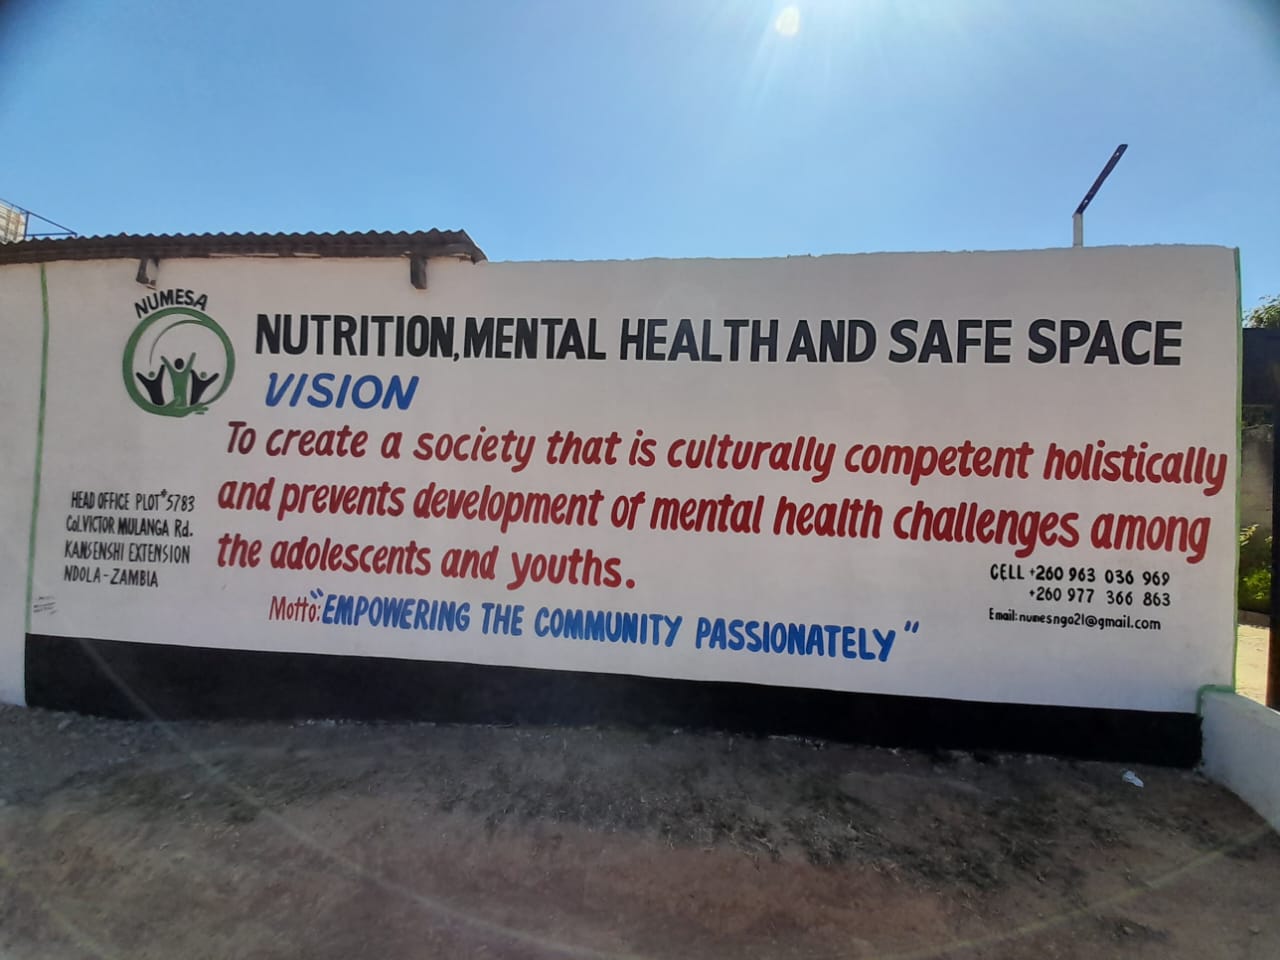 NUMESA
NUTRITION, MENTAL HEALTH AND SAFE SPACE
VISION
To create a society that is culturally competent holistically
and prevents development of mental health challenges among
the adolescents and youths.
Motto: "EMPOWERING THE COMMUNITY PASSIONATELY"
HEAD OFFICE PLOT #5783
Col. VICTOR MULANGA Rd.
KANSENSHI EXTENSION
NDOLA - ZAMBIA
CELL +260 963 036 969
+260 977 366 863
Email: numesngo21@gmail.com